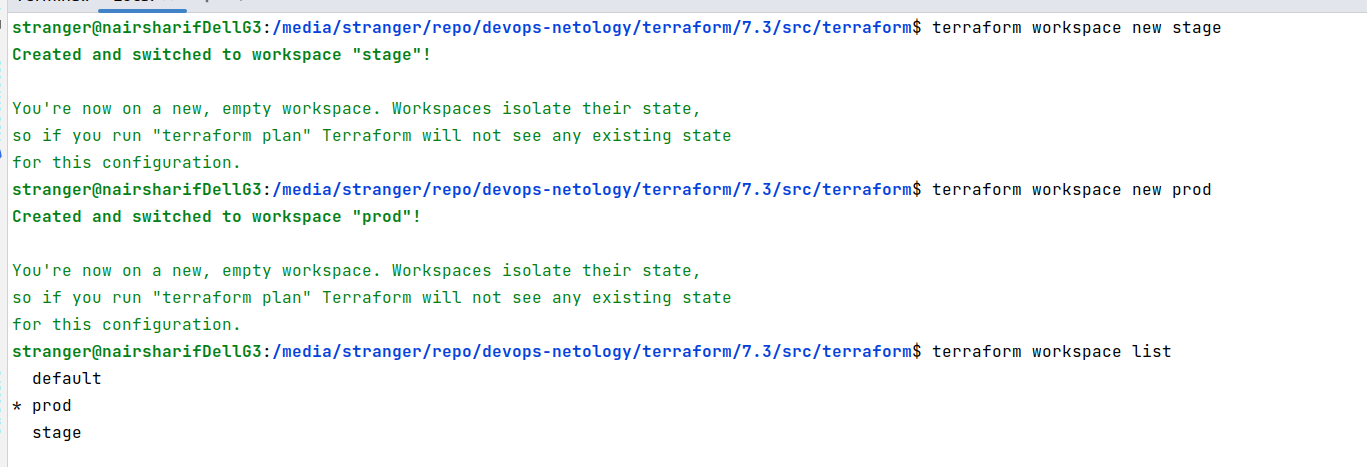 stranger@nairsharifDellG3:/media/stranger/repo/devops-netology/terraform/7.3/src/terraform$ terraform workspace new stage
Created and switched to workspace "stage"!
You're now on a new, empty workspace. Workspaces isolate their state,
so if you run "terraform plan" Terraform will not see any existing state
for this configuration.
stranger@nairsharifDellG3:/media/stranger/repo/devops-netology/terraform/7.3/src/terraform$ terraform workspace new prod
Created and switched to workspace "prod"!
You're now on a new, empty workspace. Workspaces isolate their state,
so if you run "terraform plan" Terraform will not see any existing state
for this configuration.
stranger@nairsharifDellG3:/media/stranger/repo/devops-netology/terraform/7.3/src/terraform$ terraform workspace list
default
* prod
stage